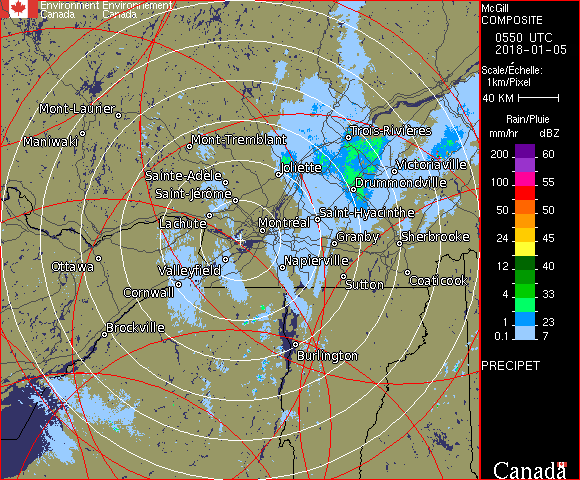 Environment Environnement
Canada Canada
McGill
COMPOSITE
0550 UTC
2018-01-05
Scale/Échelle:
1km/Pixel
40 KM
Rain/Pluie
mm/hr dBZ
200 60
100 55
50 50
24 45
12 40
4 33
1 23
0.1 7
PRECIPET
Canada
Mont-Laurier
Maniwaki
Mont-Tremblant
Trois-Rivières
Joliette
Victoriaville
Sainte-Adèle
Drummondville
Saint-Jérôme
Saint-Hyacinthe
Lachute
Montréal
Granby
Sherbrooke
Ottawa
Valleyfield
Napierville
Sutton
Coaticook
Cornwall
Brockville
Burlington